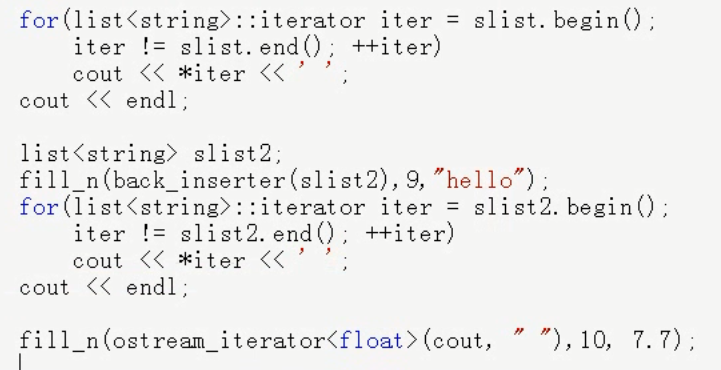 for(list<string>::iterator iter = slist.begin();
    iter != slist.end(); ++iter)
    cout << *iter << ' ';
cout << endl;
list<string> slist2;
fill_n(back_inserter(slist2),9,"hello");
for(list<string>::iterator iter = slist2.begin();
    iter != slist2.end(); ++iter)
    cout << *iter << ' ';
cout << endl;
fill_n(ostream_iterator<float>(cout, " "),10, 7.7);